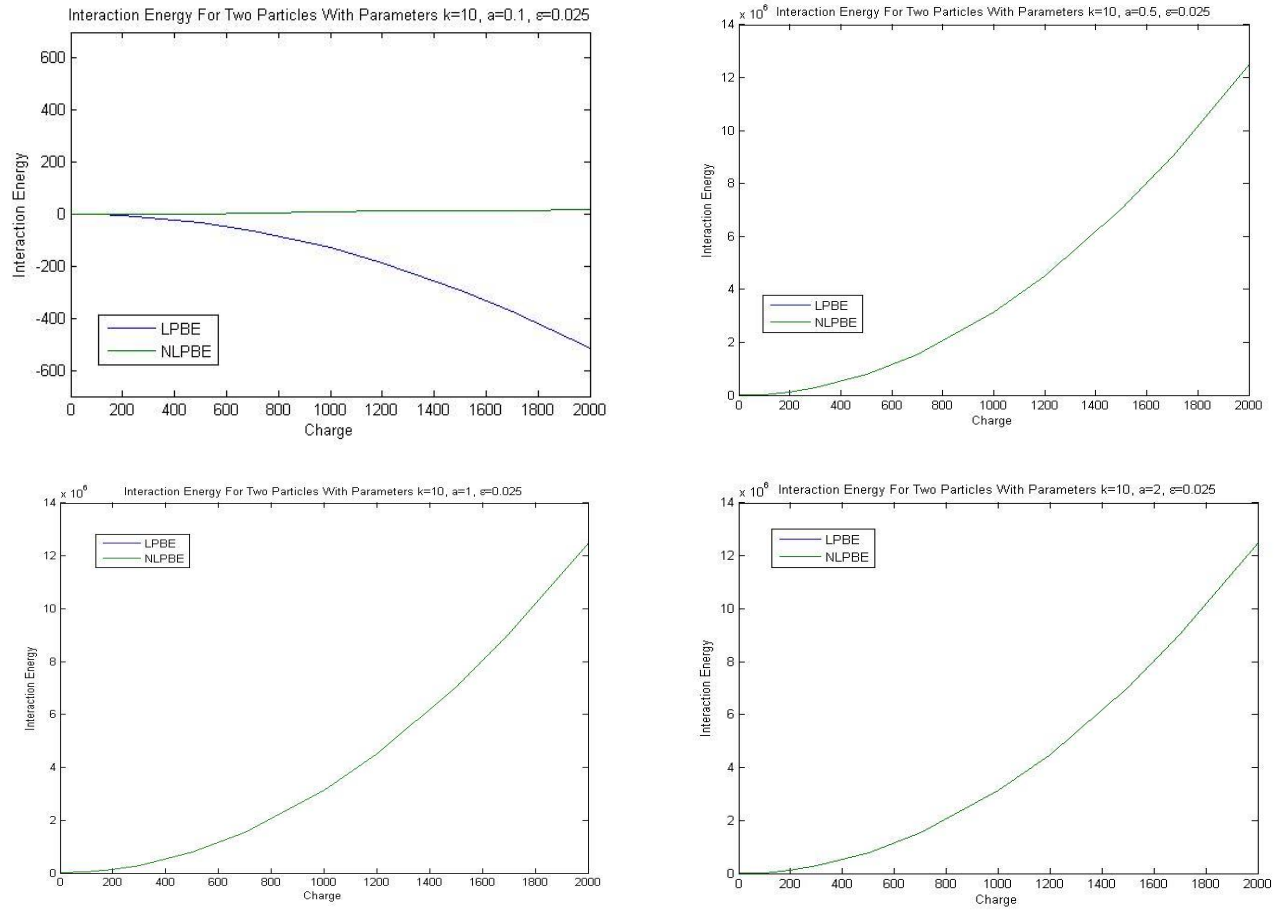 Interaction Energy For Two Particles With Parameters k=10, a=0.1, ε=0.025
600
400
200
0
-200
-400
-600
Interaction Energy
LPBE
NLPBE
0 200 400 600 800 1000 1200 1400 1600 1800 2000
Charge
x 10^6
Interaction Energy For Two Particles With Parameters k=10, a=0.5, ε=0.025
14
12
10
8
6
4
2
0
Interaction Energy
LPBE
NLPBE
0 200 400 600 800 1000 1200 1400 1600 1800 2000
Charge
x 10^6
Interaction Energy For Two Particles With Parameters k=10, a=1, ε=0.025
14
12
10
8
6
4
2
0
Interaction Energy
LPBE
NLPBE
0 200 400 600 800 1000 1200 1400 1600 1800 2000
Charge
x 10^6
Interaction Energy For Two Particles With Parameters k=10, a=2, ε=0.025
14
12
10
8
6
4
2
0
Interaction Energy
LPBE
NLPBE
0 200 400 600 800 1000 1200 1400 1600 1800 2000
Charge